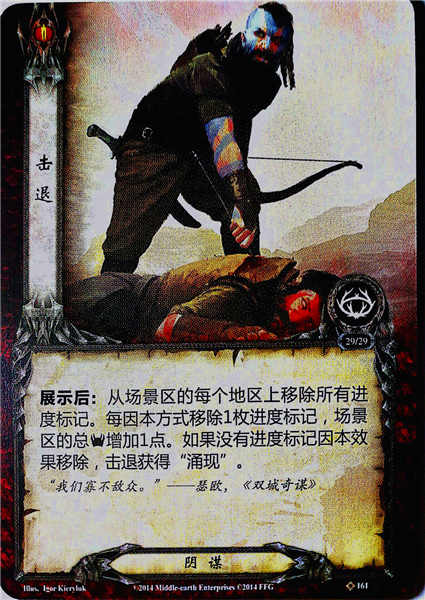 击退
29/29
展示后：从场景区的每个地区上移除所有进
度标记。每因本方式移除1枚进度标记，场景
区的总增加1点。如果没有进度标记因本效
果移除，击退获得“涌现”。
“我们寡不敌众。”——瑟欧，《双城奇谋》
阴谋
Illus. Igor Kieryluk
©2014 Middle-earth Enterprises ©2014 FFG
161